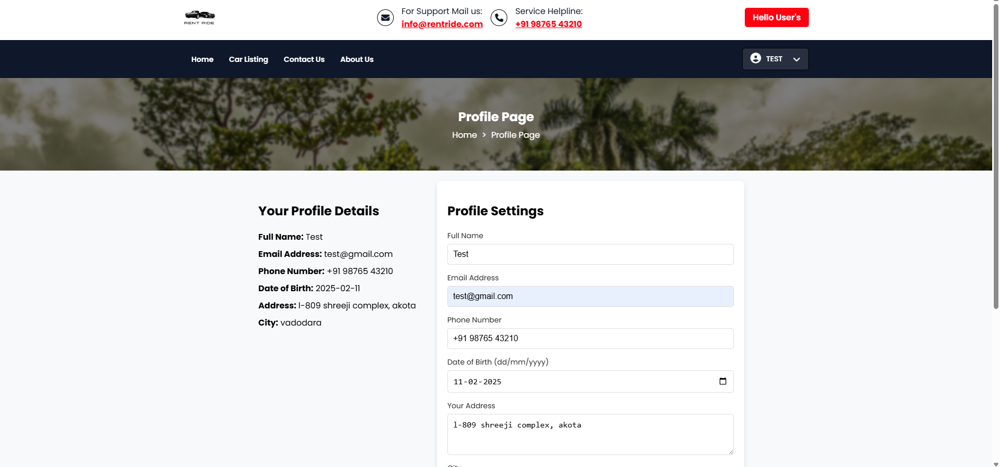 RENT RIDE
For Support Mail us:
info@rentride.com
Service Helpline:
+91 98765 43210
Hello User's
Home
Car Listing
Contact Us
About Us
TEST
Profile Page
Home > Profile Page
Your Profile Details
Full Name: Test
Email Address: test@gmail.com
Phone Number: +91 98765 43210
Date of Birth: 2025-02-11
Address: l-809 shreeji complex, akota
City: vadodara
Profile Settings
Full Name
Test
Email Address
test@gmail.com
Phone Number
+91 98765 43210
Date of Birth (dd/mm/yyyy)
11-02-2025
Your Address
l-809 shreeji complex, akota